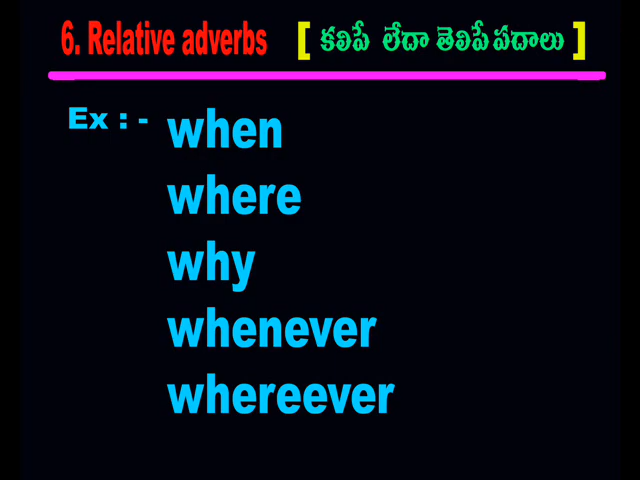 6. Relative adverbs [ కలిపే లేదా తెలిపే పదాలు ]
Ex : - when
where
why
whenever
whereever